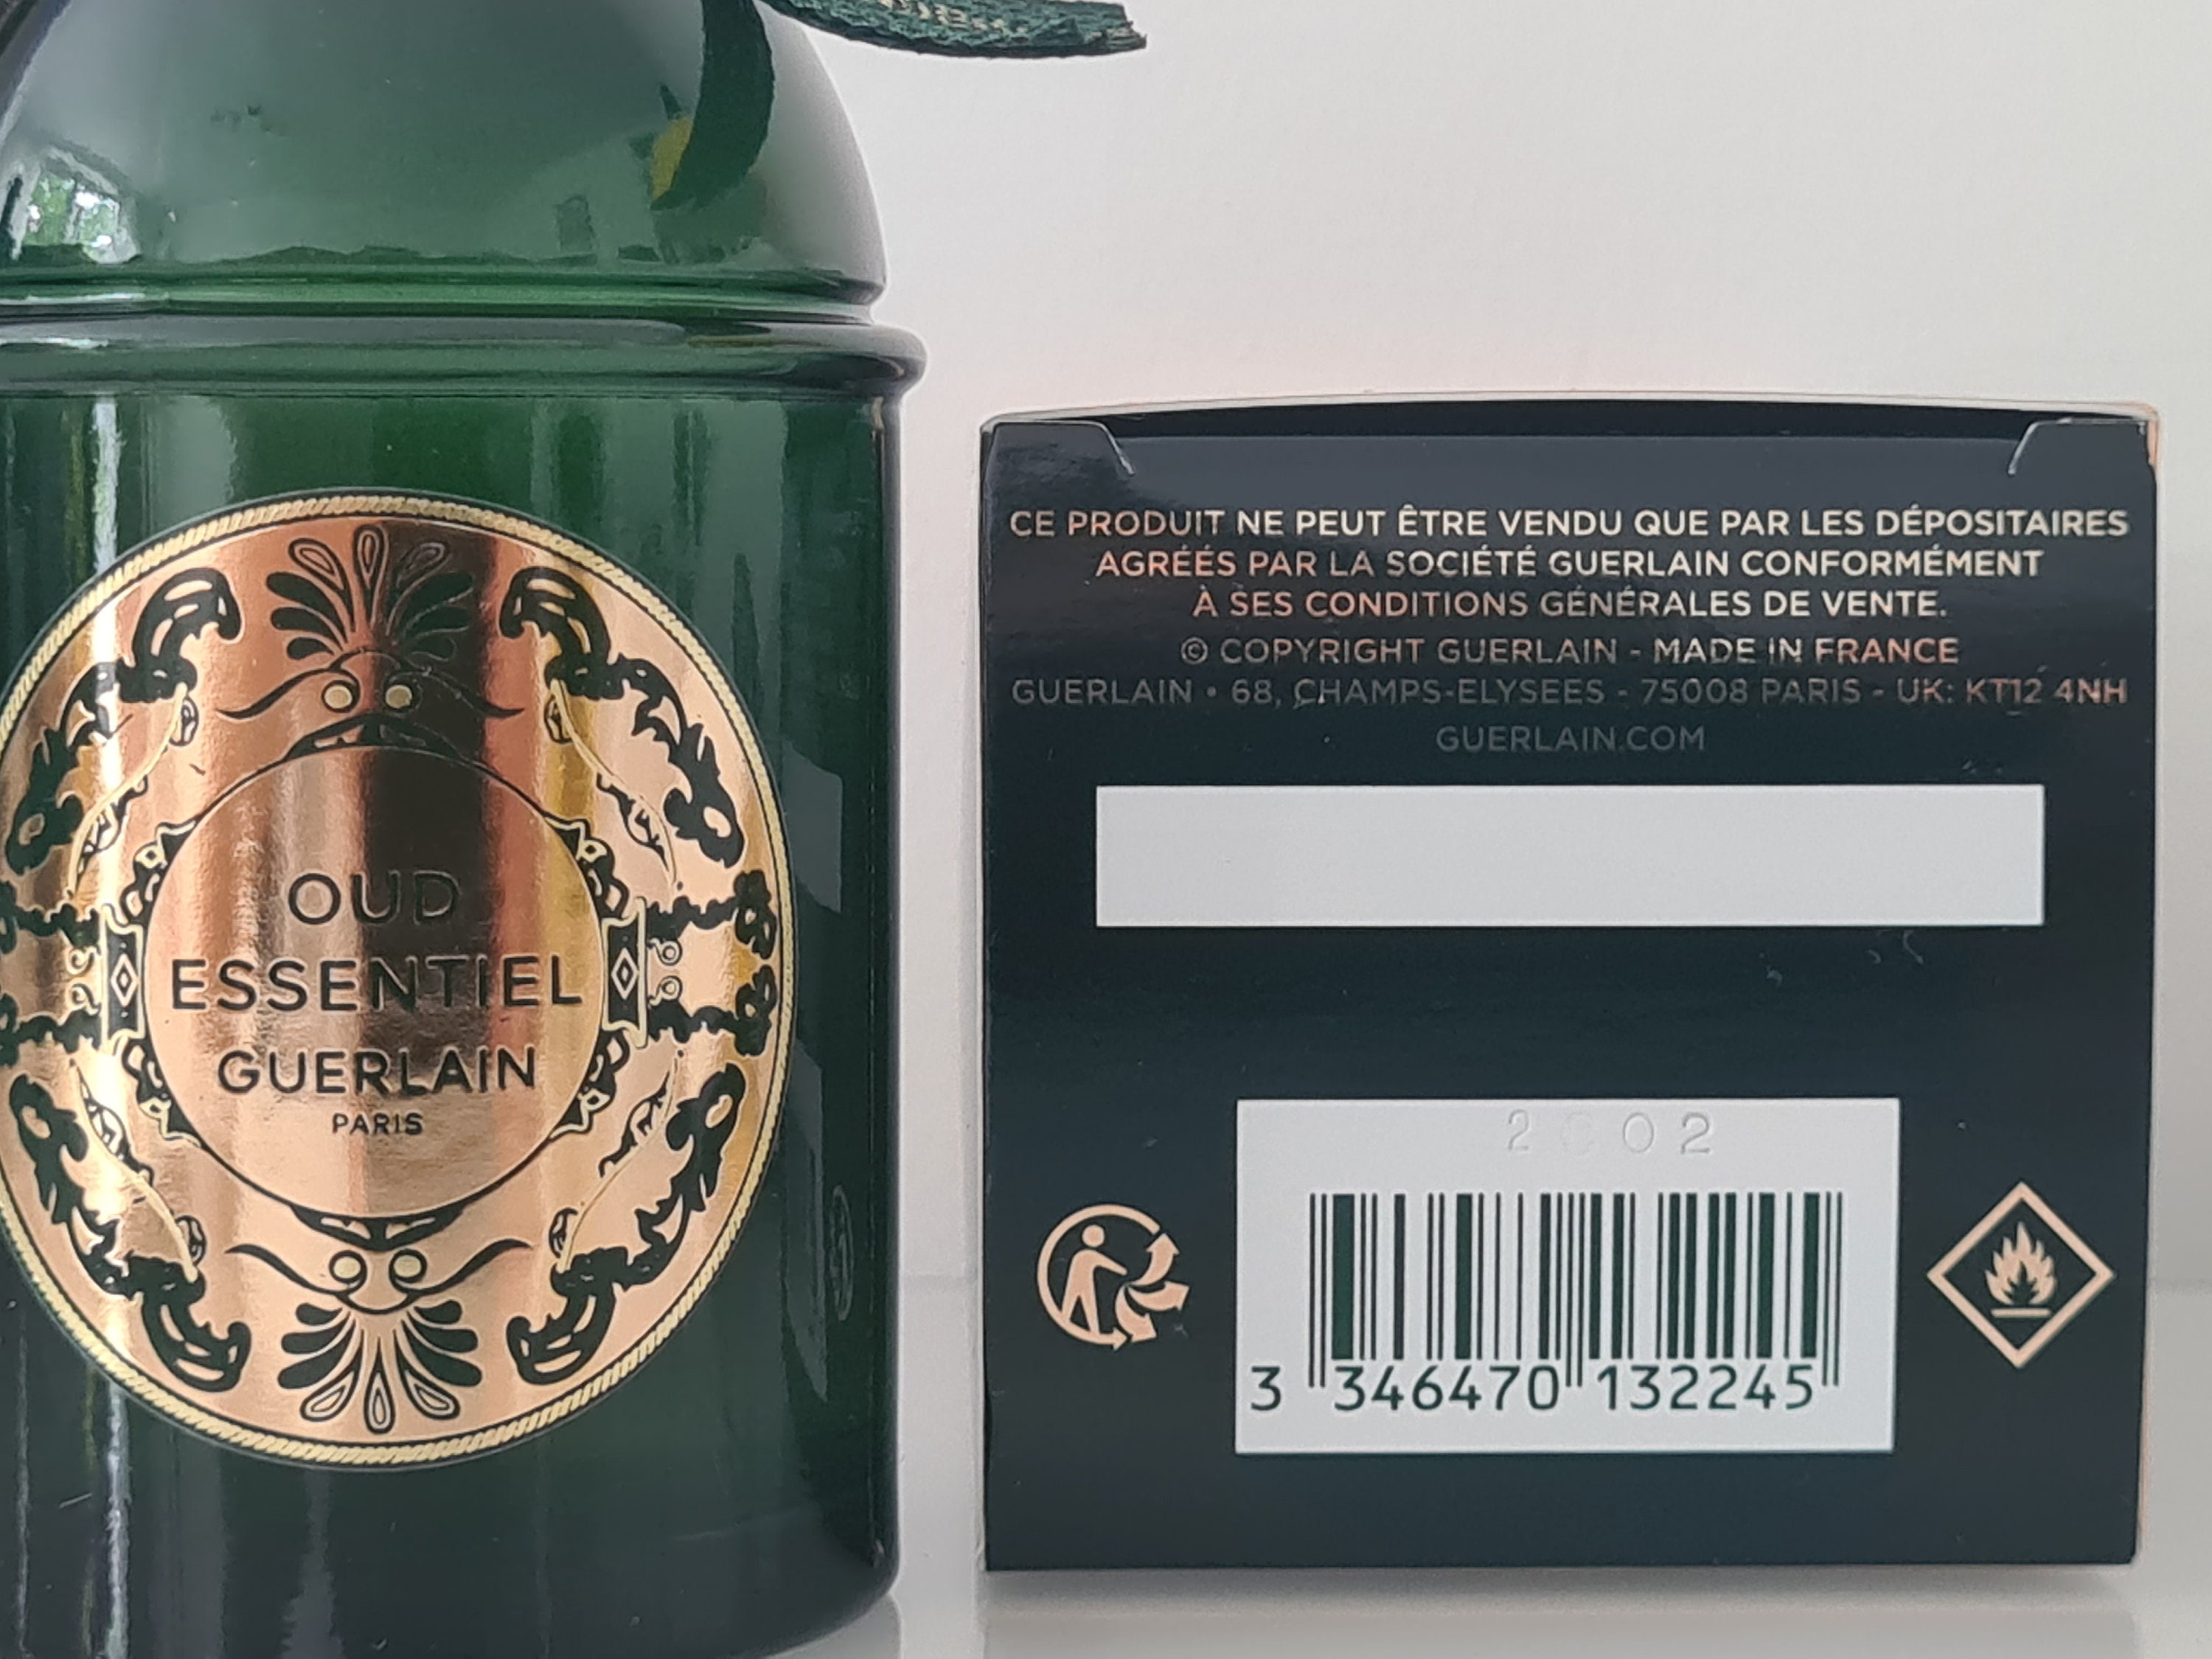 OUD
ESSENTIEL
GUERLAIN
PARIS
CE PRODUIT NE PEUT ÊTRE VENDU QUE PAR LES DÉPOSITAIRES
AGRÉÉS PAR LA SOCIÉTÉ GUERLAIN CONFORMÉMENT
À SES CONDITIONS GÉNÉRALES DE VENTE.
© COPYRIGHT GUERLAIN - MADE IN FRANCE
GUERLAIN • 68, CHAMPS-ELYSEES - 75008 PARIS - UK: KT12 4NH
GUERLAIN.COM
3 346470 132245